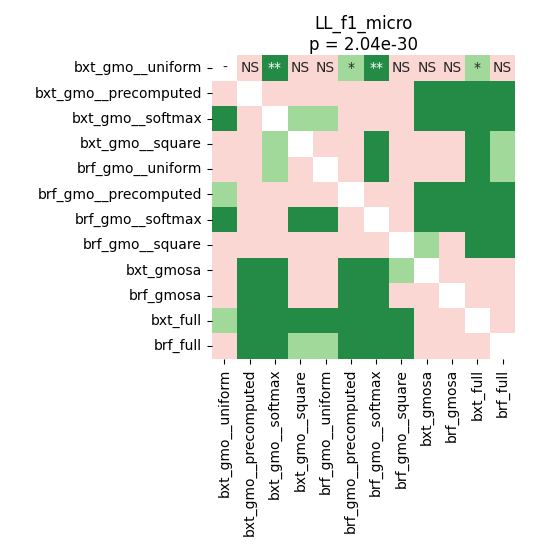 LL_f1_micro
p = 2.04e-30
bxt_gmo__uniform - NS ** NS NS * ** NS NS NS * NS
bxt_gmo__precomputed
bxt_gmo__softmax
bxt_gmo__square
brf_gmo__uniform
brf_gmo__precomputed
brf_gmo__softmax
brf_gmo__square
bxt_gmosa
brf_gmosa
bxt_full
brf_full
bxt_gmo__uniform
bxt_gmo__precomputed
bxt_gmo__softmax
bxt_gmo__square
brf_gmo__uniform
brf_gmo__precomputed
brf_gmo__softmax
brf_gmo__square
bxt_gmosa
brf_gmosa
bxt_full
brf_full